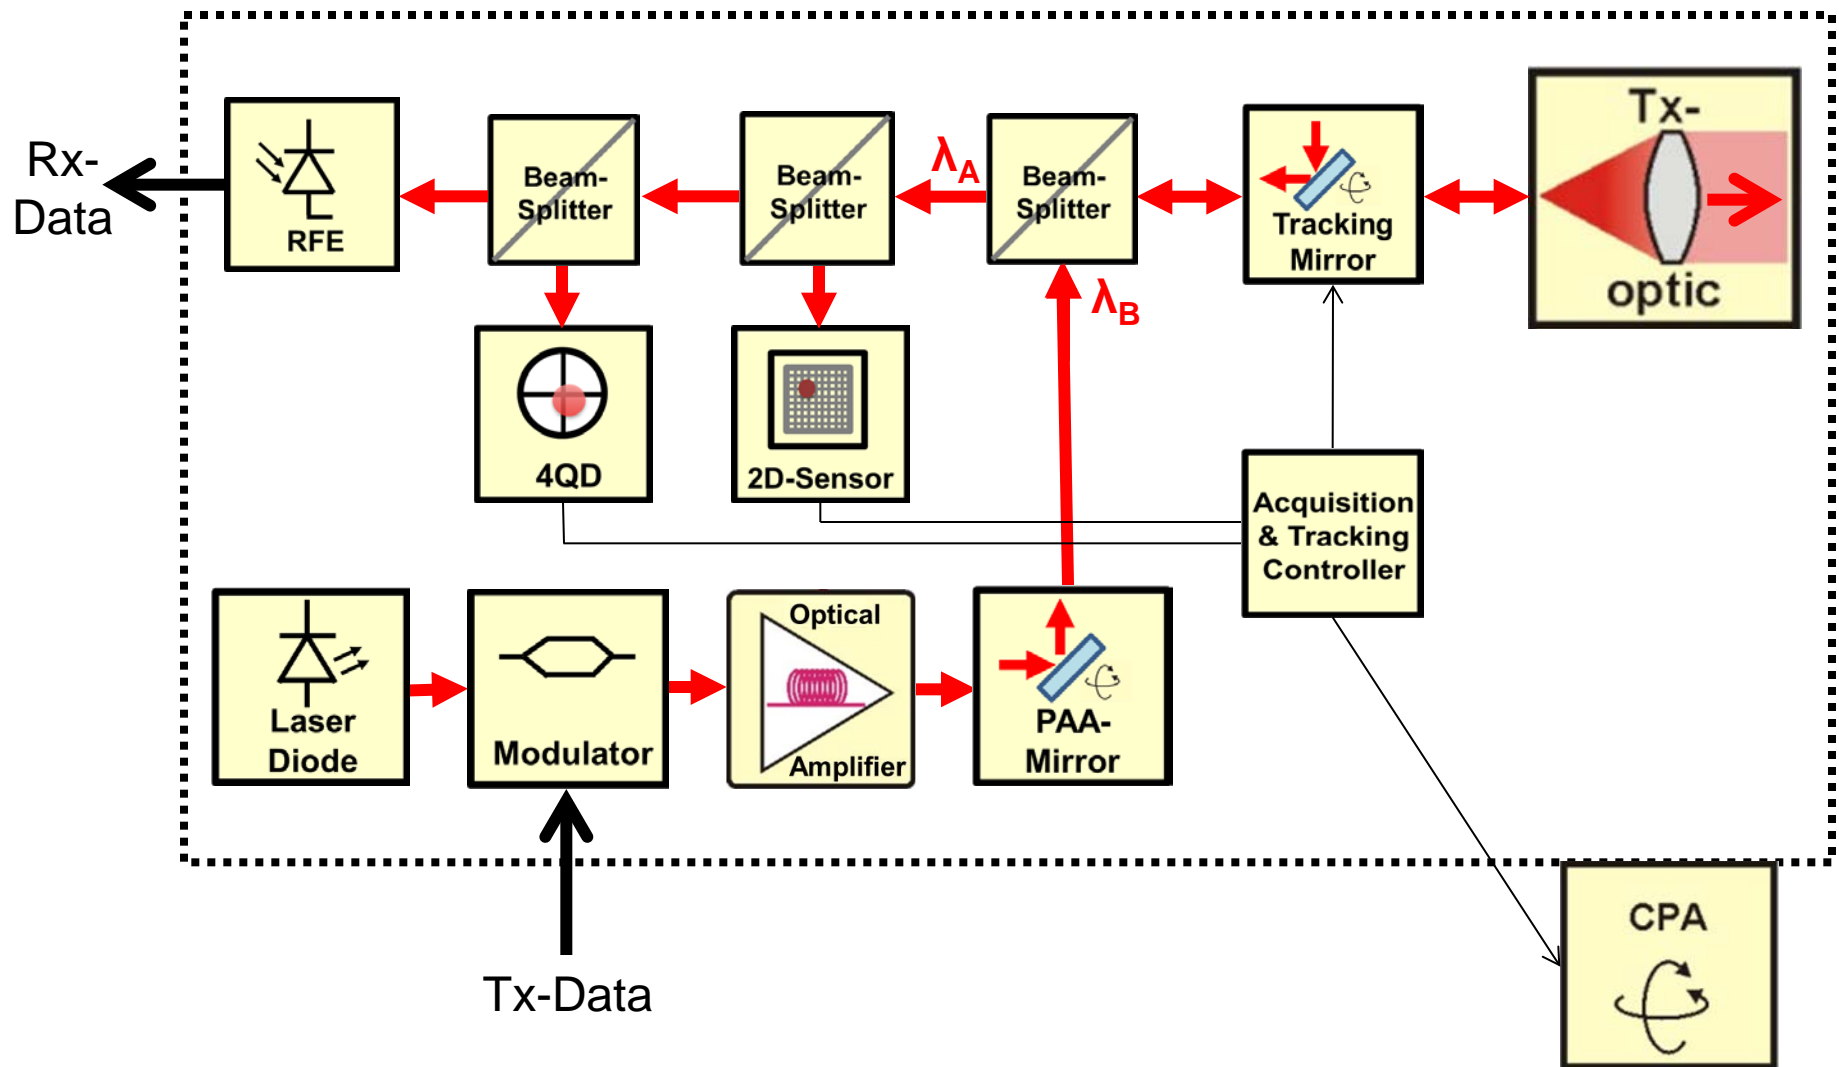 Rx-
Data
RFE
Beam-
Splitter
Beam-
Splitter
λA
Beam-
Splitter
Tracking
Mirror
Tx-
optic
λB
4QD
2D-Sensor
Acquisition
& Tracking
Controller
Laser
Diode
Modulator
Optical
Amplifier
PAA-
Mirror
Tx-Data
CPA